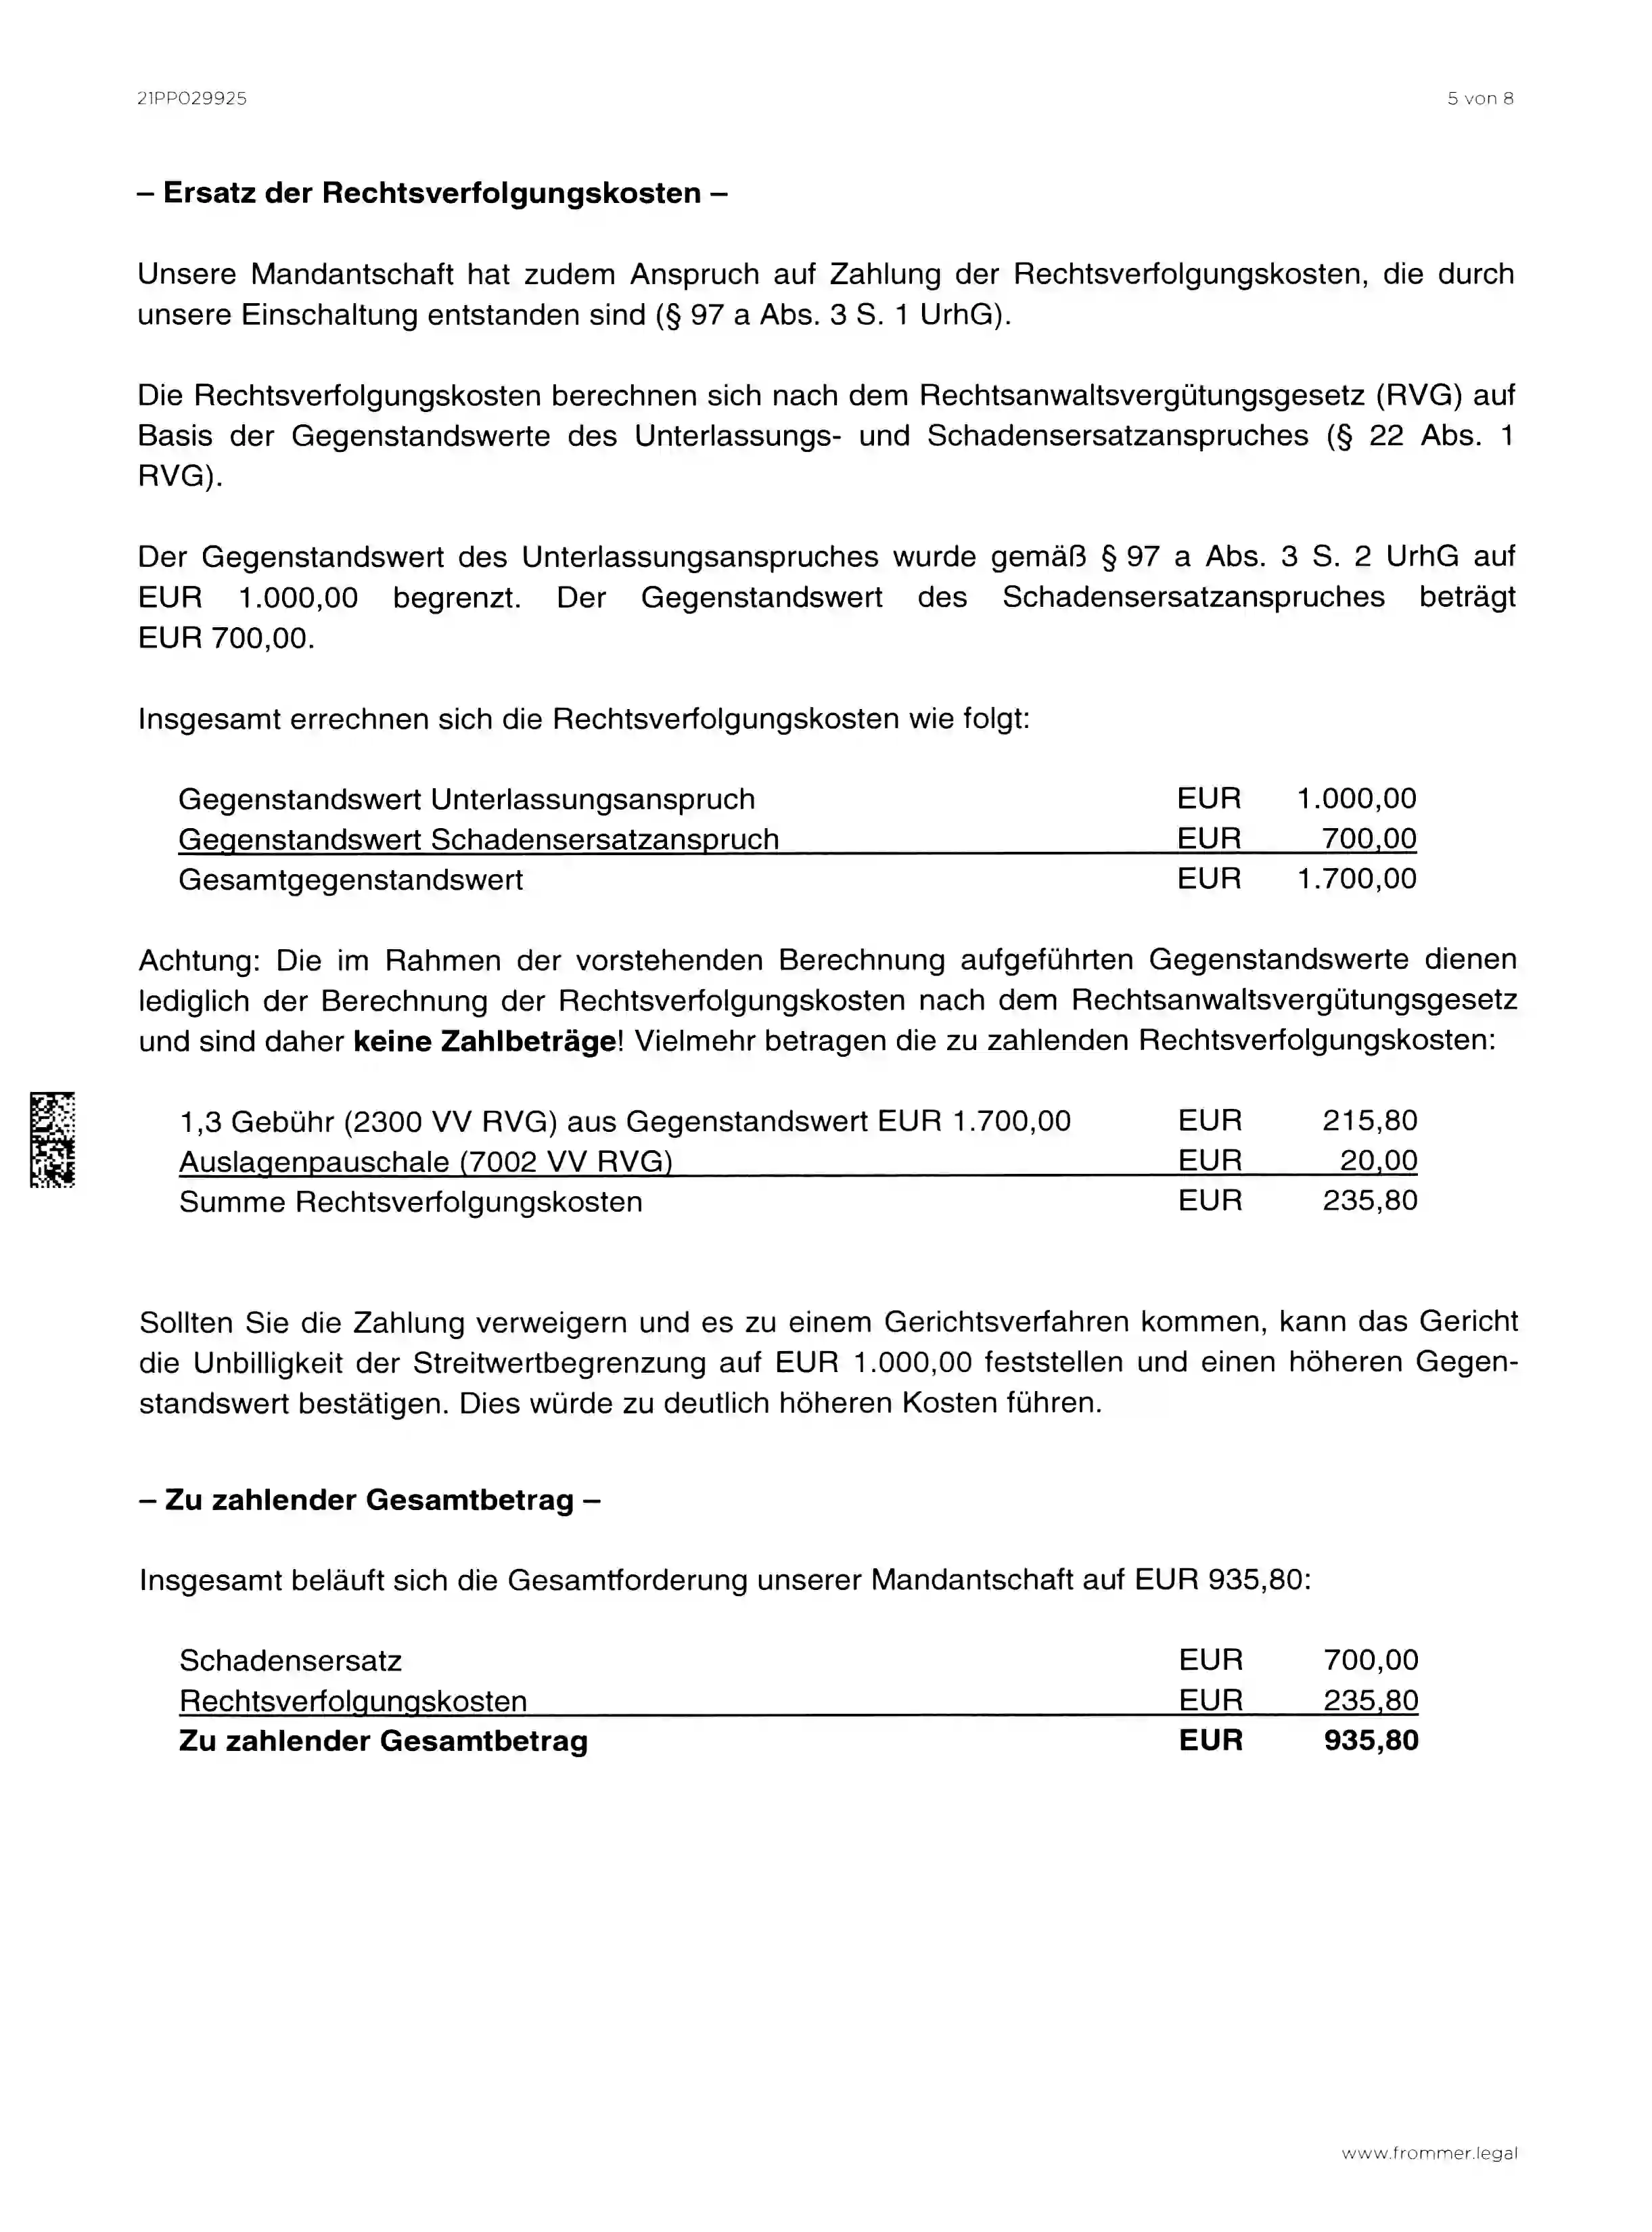 21PP029925 5 von 8
– Ersatz der Rechtsverfolgungskosten –
Unsere Mandantschaft hat zudem Anspruch auf Zahlung der Rechtsverfolgungskosten, die durch
unsere Einschaltung entstanden sind (§ 97 a Abs. 3 S. 1 UrhG).
Die Rechtsverfolgungskosten berechnen sich nach dem Rechtsanwaltsvergütungsgesetz (RVG) auf
Basis der Gegenstandswerte des Unterlassungs- und Schadensersatzanspruches (§ 22 Abs. 1
RVG).
Der Gegenstandswert des Unterlassungsanspruches wurde gemäß § 97 a Abs. 3 S. 2 UrhG auf
EUR 1.000,00 begrenzt. Der Gegenstandswert des Schadensersatzanspruches beträgt
EUR 700,00.
Insgesamt errechnen sich die Rechtsverfolgungskosten wie folgt:
Gegenstandswert Unterlassungsanspruch EUR 1.000,00
Gegenstandswert Schadensersatzanspruch EUR 700,00
Gesamtgegenstandswert EUR 1.700,00
Achtung: Die im Rahmen der vorstehenden Berechnung aufgeführten Gegenstandswerte dienen
lediglich der Berechnung der Rechtsverfolgungskosten nach dem Rechtsanwaltsvergütungsgesetz
und sind daher keine Zahlbeträge! Vielmehr betragen die zu zahlenden Rechtsverfolgungskosten:
1,3 Gebühr (2300 VV RVG) aus Gegenstandswert EUR 1.700,00 EUR 215,80
Auslagenpauschale (7002 VV RVG) EUR 20,00
Summe Rechtsverfolgungskosten EUR 235,80
Sollten Sie die Zahlung verweigern und es zu einem Gerichtsverfahren kommen, kann das Gericht
die Unbilligkeit der Streitwertbegrenzung auf EUR 1.000,00 feststellen und einen höheren Gegen-
standswert bestätigen. Dies würde zu deutlich höheren Kosten führen.
– Zu zahlender Gesamtbetrag –
Insgesamt beläuft sich die Gesamtforderung unserer Mandantschaft auf EUR 935,80:
Schadensersatz EUR 700,00
Rechtsverfolgungskosten EUR 235,80
Zu zahlender Gesamtbetrag EUR 935,80
www.frommer.legal